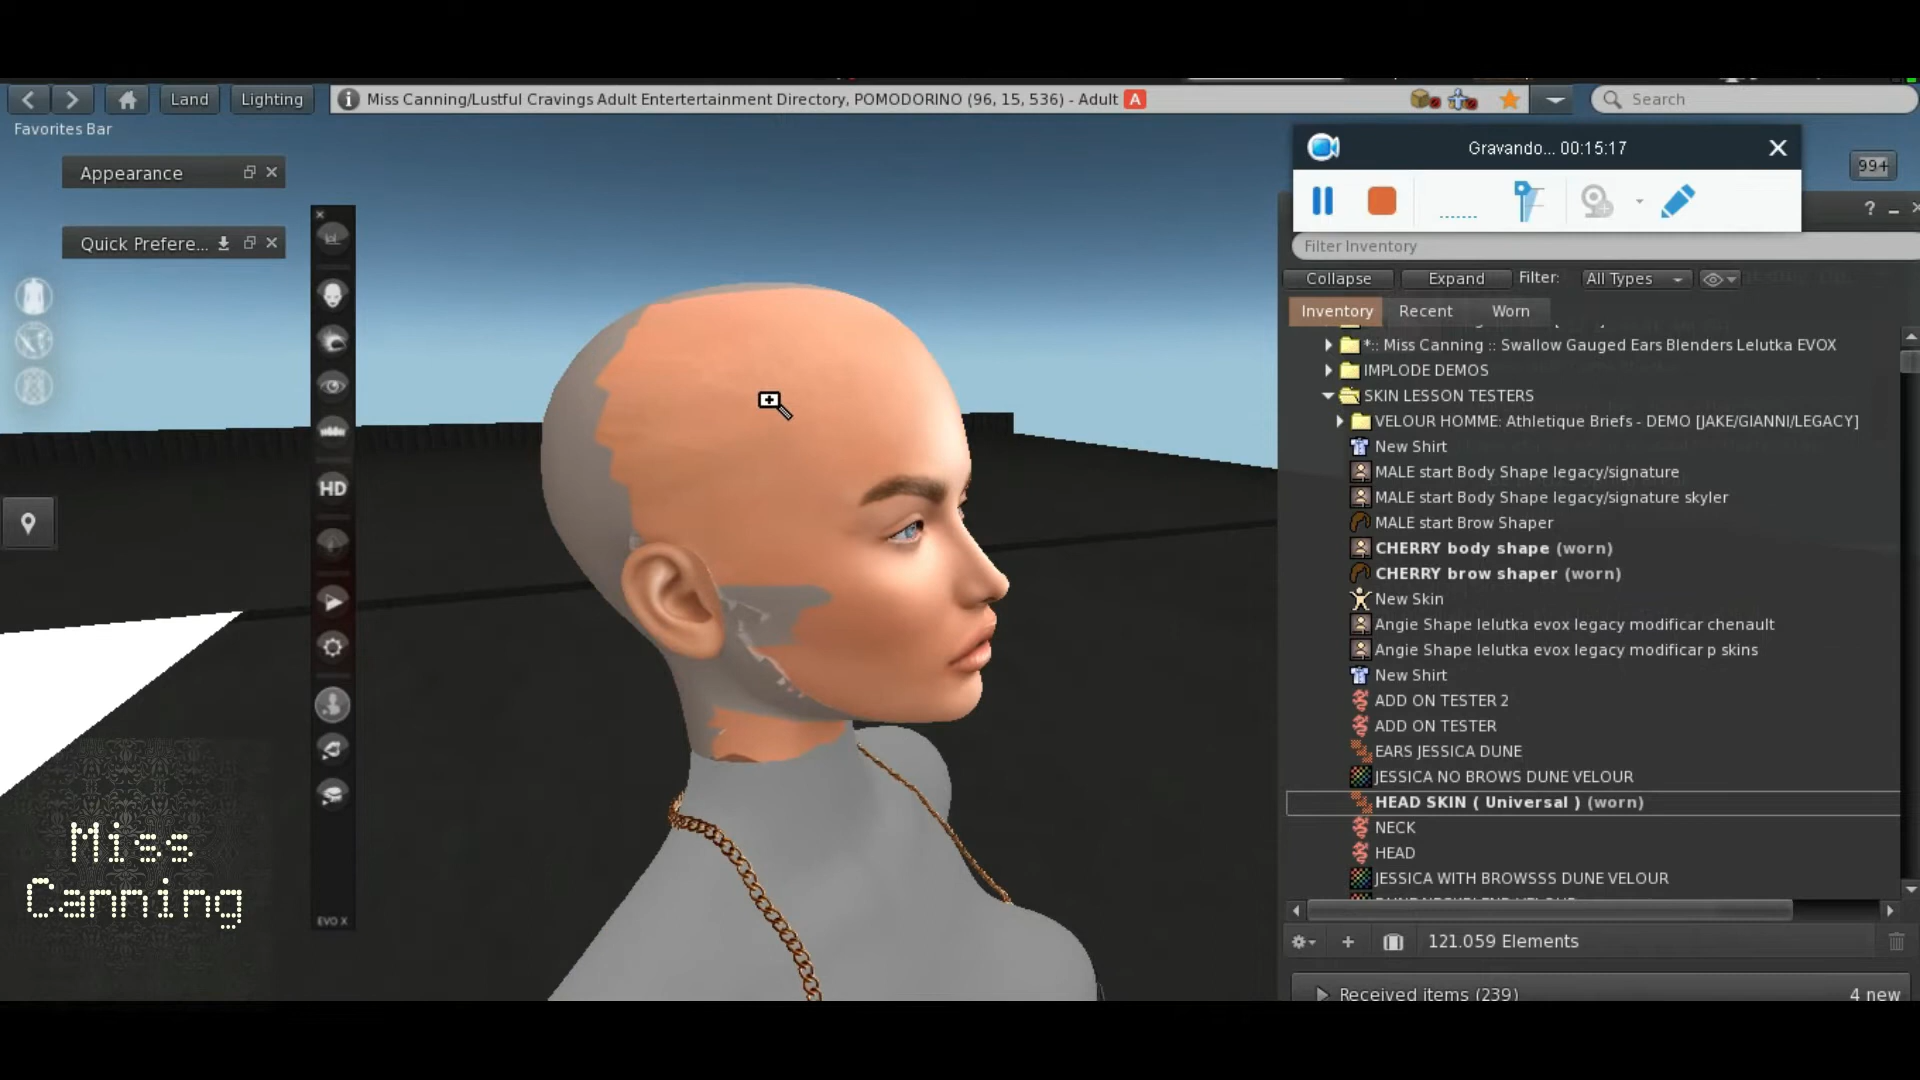 Land
Lighting
Miss Canning/Lustful Cravings Adult Entertertainment Directory, POMODORINO (96, 15, 536) - Adult
A
Search
Favorites Bar
Gravando... 00:15:17
99+
Appearance
Quick Prefere...
?
Filter Inventory
Collapse
Expand
Filter:
All Types
Inventory
Recent
Worn
*:: Miss Canning :: Swallow Gauged Ears Blenders Lelutka EVOX
IMPLODE DEMOS
SKIN LESSON TESTERS
VELOUR HOMME: Athletique Briefs - DEMO [JAKE/GIANNI/LEGACY]
New Shirt
MALE start Body Shape legacy/signature
MALE start Body Shape legacy/signature skyler
MALE start Brow Shaper
CHERRY body shape (worn)
CHERRY brow shaper (worn)
New Skin
Angie Shape lelutka evox legacy modificar chenault
Angie Shape lelutka evox legacy modificar p skins
New Shirt
ADD ON TESTER 2
ADD ON TESTER
EARS JESSICA DUNE
JESSICA NO BROWS DUNE VELOUR
HEAD SKIN ( Universal ) (worn)
NECK
HEAD
JESSICA WITH BROWSSS DUNE VELOUR
121.059 Elements
Received items (239)
4 new
HD
EVO X
Miss
Canning